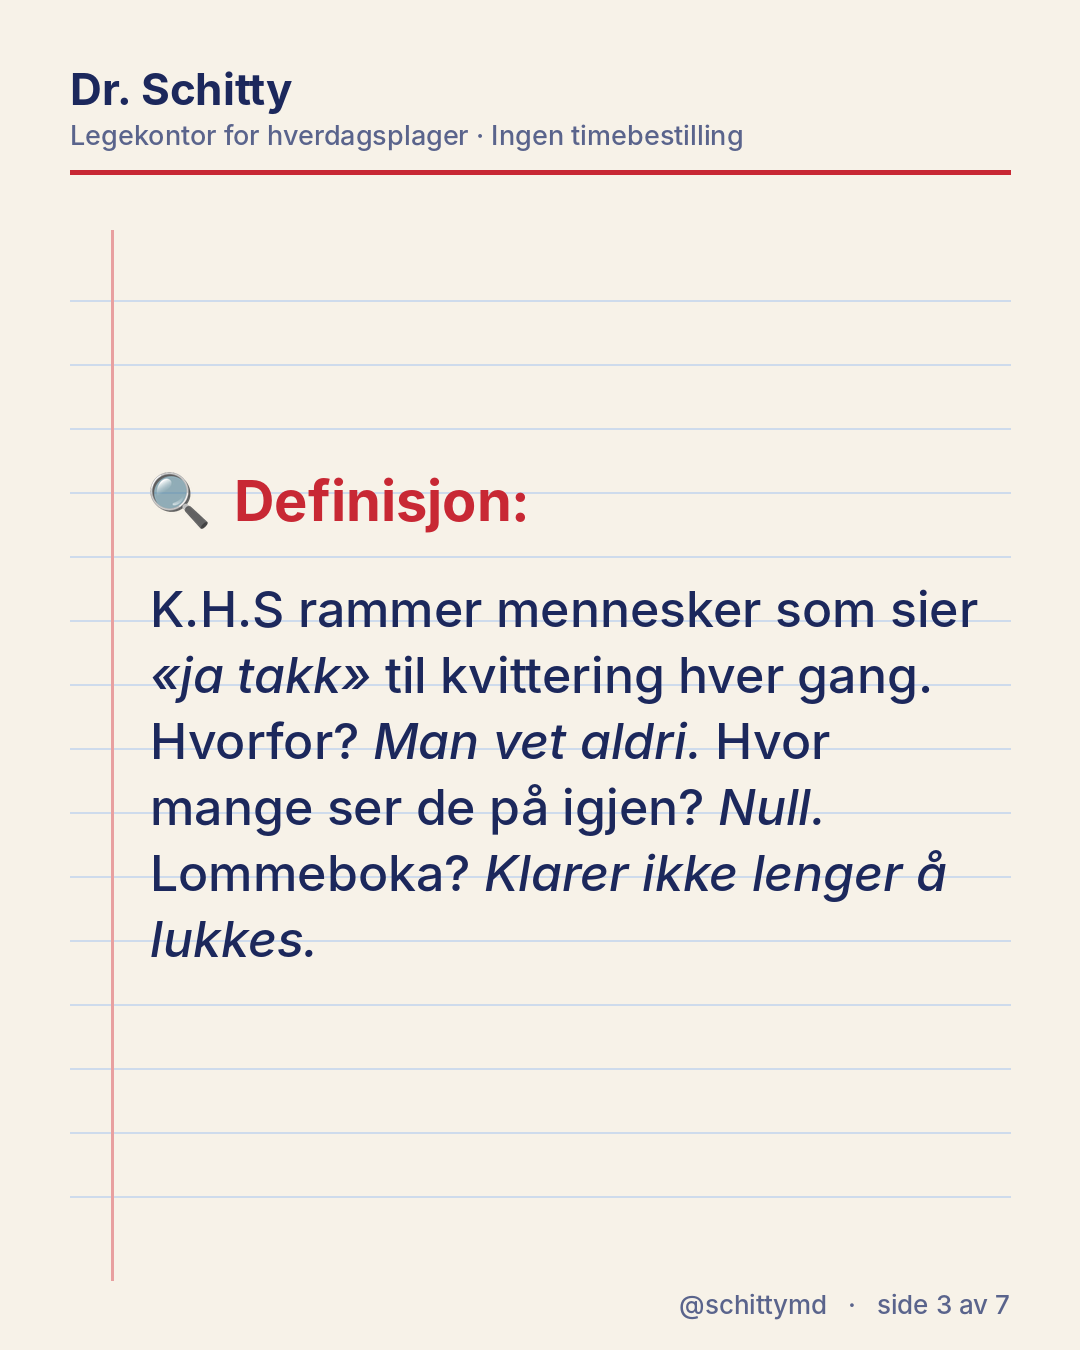 Dr. Schitty
Legekontor for hverdagsplager · Ingen timebestilling
🔍 Definisjon:
K.H.S rammer mennesker som sier
«ja takk» til kvittering hver gang.
Hvorfor? Man vet aldri. Hvor
mange ser de på igjen? Null.
Lommeboka? Klarer ikke lenger å
lukkes.
@schittymd · side 3 av 7